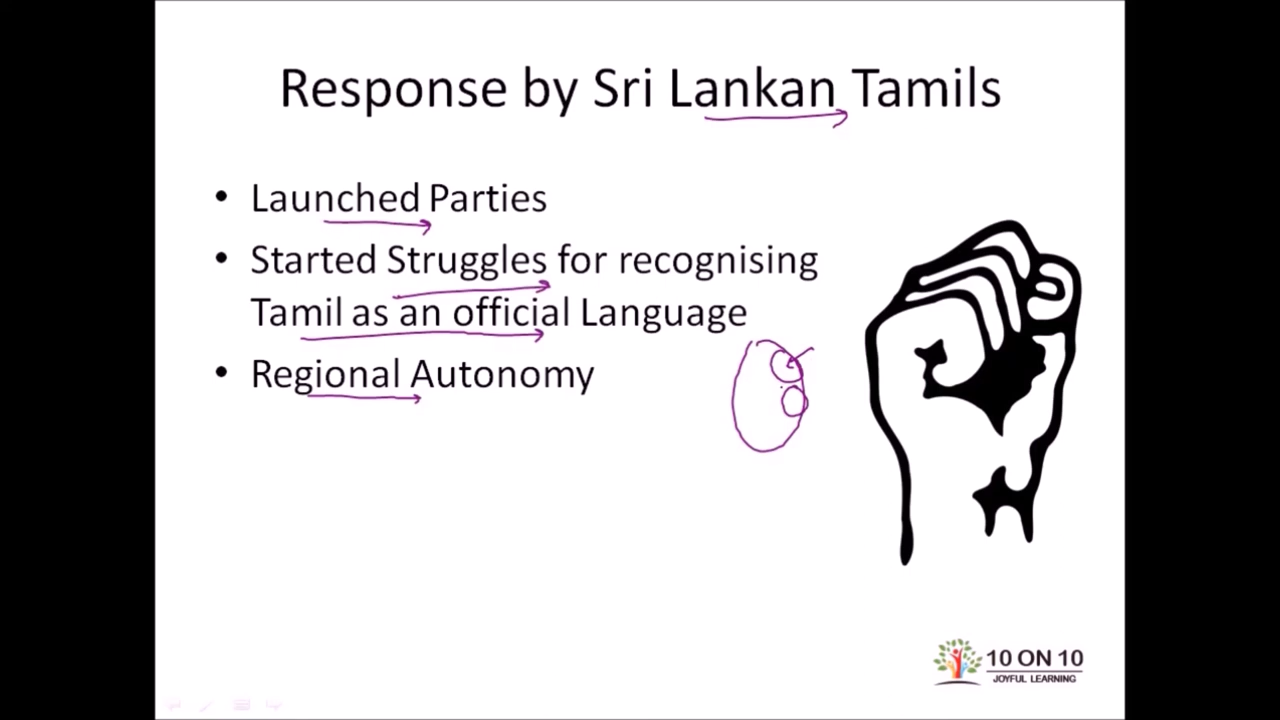 Response by Sri Lankan Tamils
• Launched Parties
• Started Struggles for recognising
Tamil as an official Language
• Regional Autonomy
10 ON 10
JOYFUL LEARNING